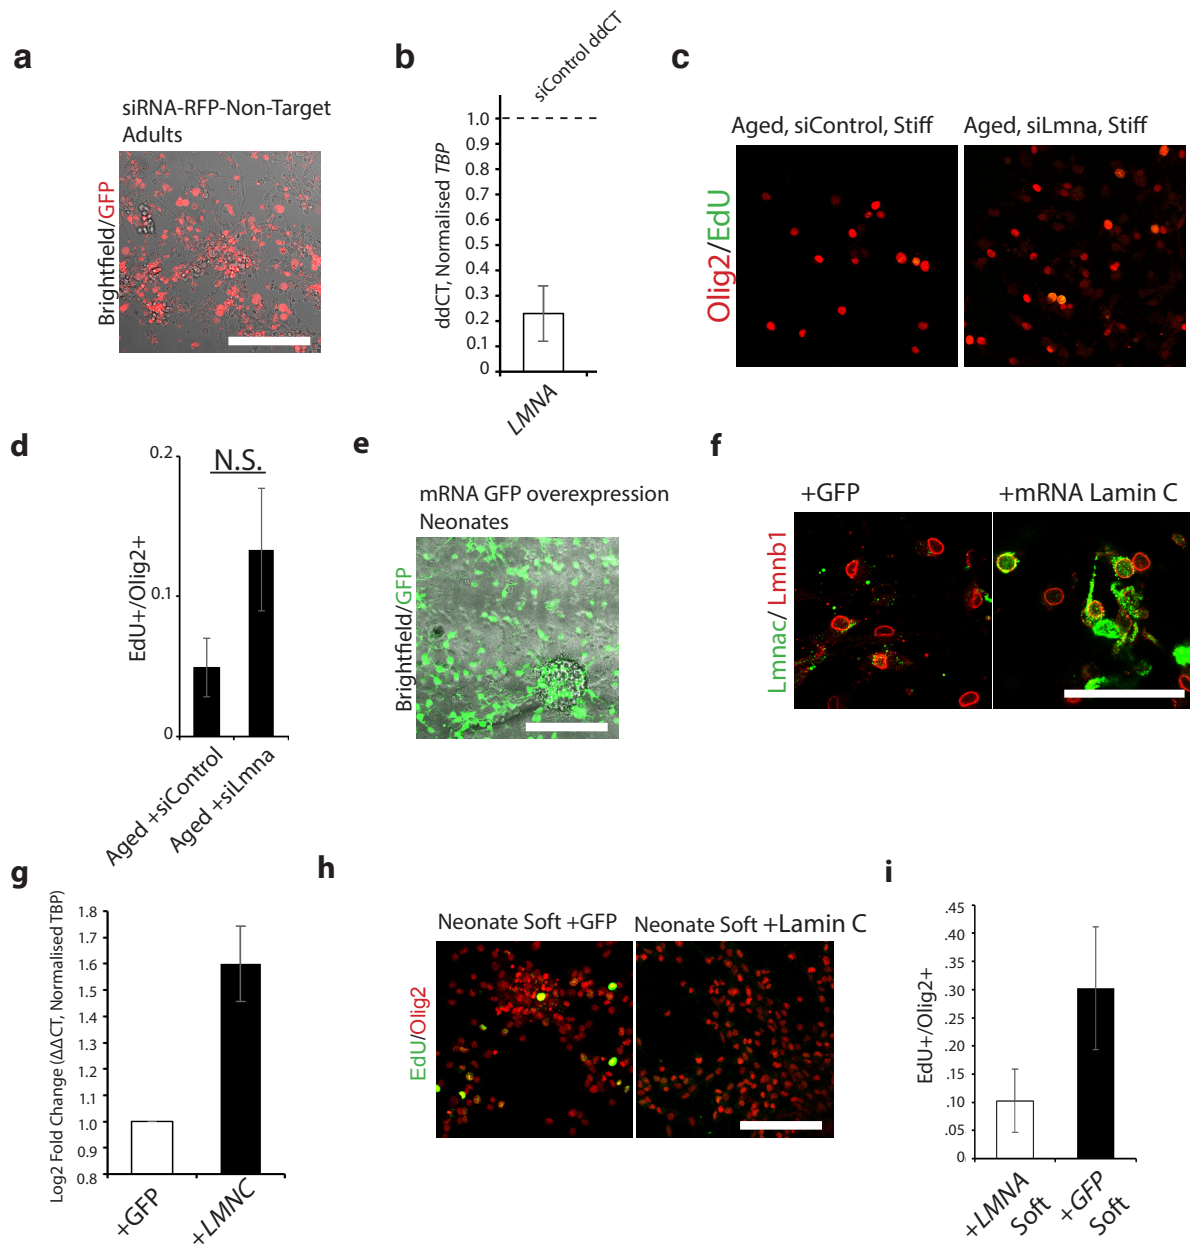 a
siRNA-RFP-Non-Target
Adults
Brightfield/GFP
b
siControl ddCT
ddCT, Normalised TBP
1.0
0.9
0.8
0.7
0.6
0.5
0.4
0.3
0.2
0.1
0
LMNA
c
Aged, siControl, Stiff
Aged, siLmna, Stiff
Olig2/EdU
d
EdU+/Olig2+
0.2
0.1
0
N.S.
Aged +siControl
Aged +siLmna
e
mRNA GFP overexpression
Neonates
Brightfield/GFP
f
+GFP
+mRNA Lamin C
Lmnac/Lmnb1
g
Log2 Fold Change (ΔΔCT, Normalised TBP)
1.8
1.7
1.6
1.5
1.4
1.3
1.2
1.1
1.0
0.9
0.8
+GFP
+LMNC
h
Neonate Soft +GFP
Neonate Soft +Lamin C
EdU/Olig2
i
EdU+/Olig2+
.45
.40
.35
.30
.25
.20
.15
.10
.05
0
+LMNA
Soft
+GFP
Soft